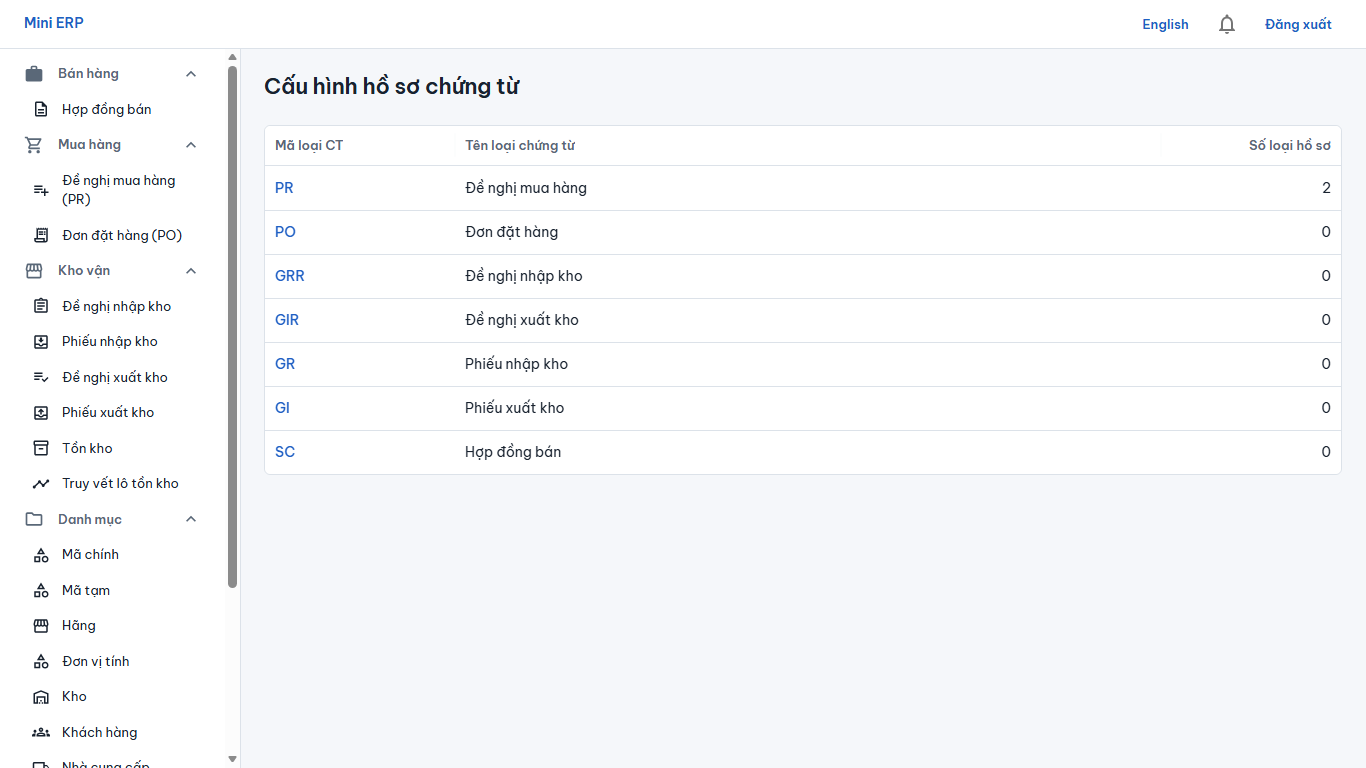 Mini ERP
English
Đăng xuất
Bán hàng
Hợp đồng bán
Mua hàng
Đề nghị mua hàng
(PR)
Đơn đặt hàng (PO)
Kho vận
Đề nghị nhập kho
Phiếu nhập kho
Đề nghị xuất kho
Phiếu xuất kho
Tồn kho
Truy vết lô tồn kho
Danh mục
Mã chính
Mã tạm
Hãng
Đơn vị tính
Kho
Khách hàng
Nhà cung cấp
Cấu hình hồ sơ chứng từ
Mã loại CT Tên loại chứng từ Số loại hồ sơ
PR Đề nghị mua hàng 2
PO Đơn đặt hàng 0
GRR Đề nghị nhập kho 0
GIR Đề nghị xuất kho 0
GR Phiếu nhập kho 0
GI Phiếu xuất kho 0
SC Hợp đồng bán 0